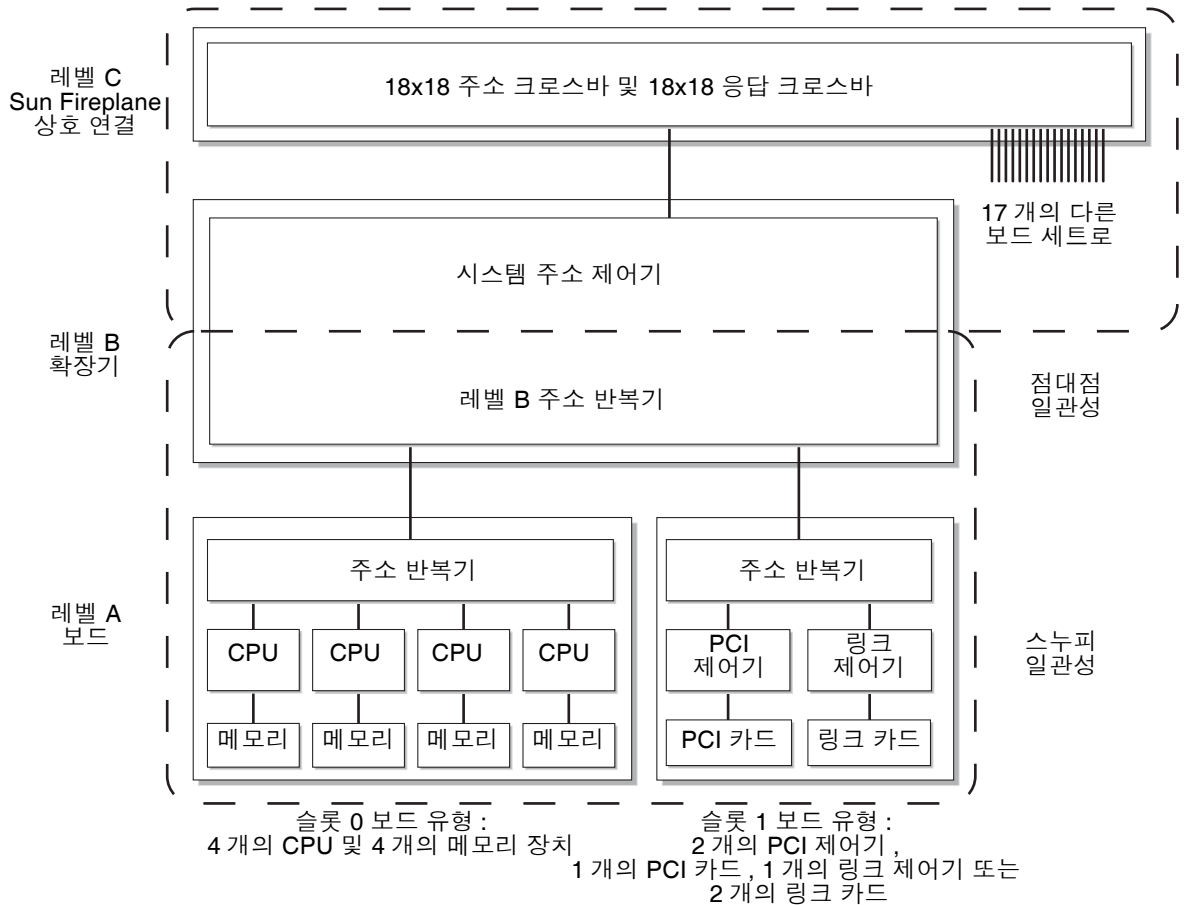 레벨 C
Sun Fireplane
상호 연결
18x18 주소 크로스바 및 18x18 응답 크로스바
17 개의 다른
보드 세트로
시스템 주소 제어기
레벨 B
확장기
레벨 B 주소 반복기
점대점
일관성
주소 반복기
주소 반복기
레벨 A
보드
CPU
CPU
CPU
CPU
PCI
제어기
링크
제어기
스누피
일관성
메모리
메모리
메모리
메모리
PCI 카드
링크 카드
슬롯 0 보드 유형 :
4 개의 CPU 및 4 개의 메모리 장치
슬롯 1 보드 유형 :
2 개의 PCI 제어기 ,
1 개의 PCI 카드 , 1 개의 링크 제어기 또는
2 개의 링크 카드